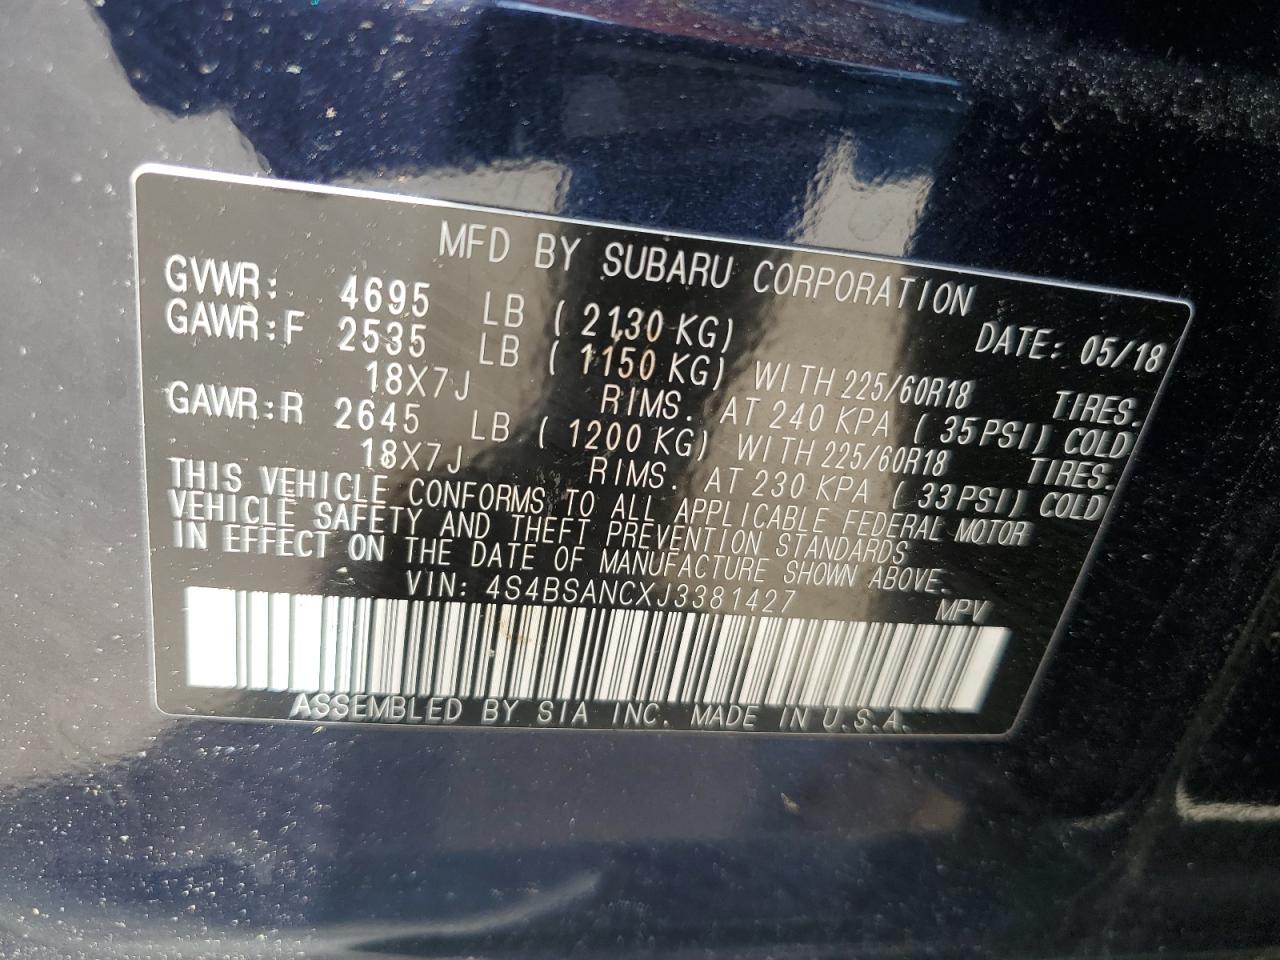 MFD BY SUBARU CORPORATION
DATE: 05/18
GVWR: 4695 LB ( 2130 KG)
GAWR:F 2535 LB ( 1150 KG) WITH 225/60R18 TIRES.
18X7J RIMS. AT 240 KPA ( 35 PSI) COLD
GAWR:R 2645 LB ( 1200 KG) WITH 225/60R18 TIRES.
18X7J RIMS. AT 230 KPA ( 33 PSI) COLD
THIS VEHICLE CONFORMS TO ALL APPLICABLE FEDERAL MOTOR
VEHICLE SAFETY AND THEFT PREVENTION STANDARDS
IN EFFECT ON THE DATE OF MANUFACTURE SHOWN ABOVE.
VIN: 4S4BSANCXJ3381427 MPV
ASSEMBLED BY SIA INC. MADE IN U.S.A.